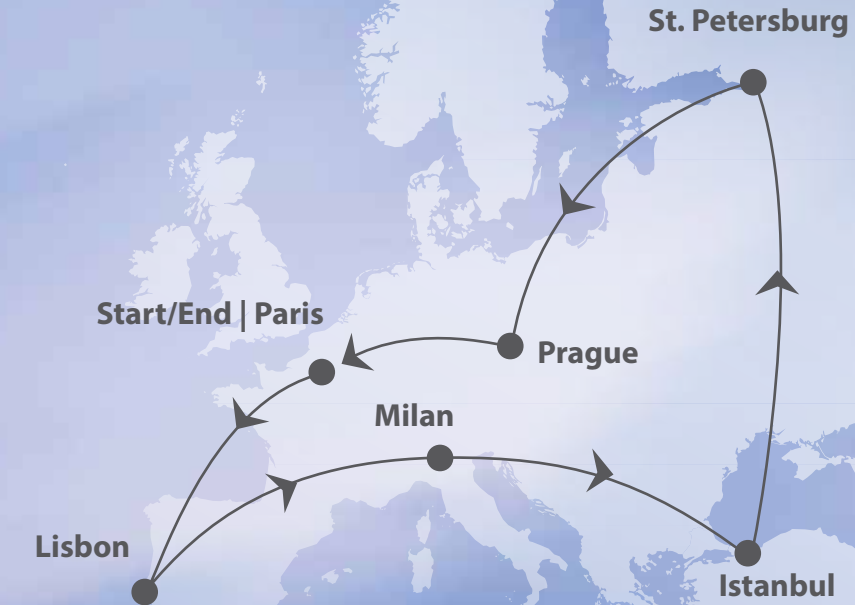 St. Petersburg
Start/End | Paris
Prague
Milan
Lisbon
Istanbul